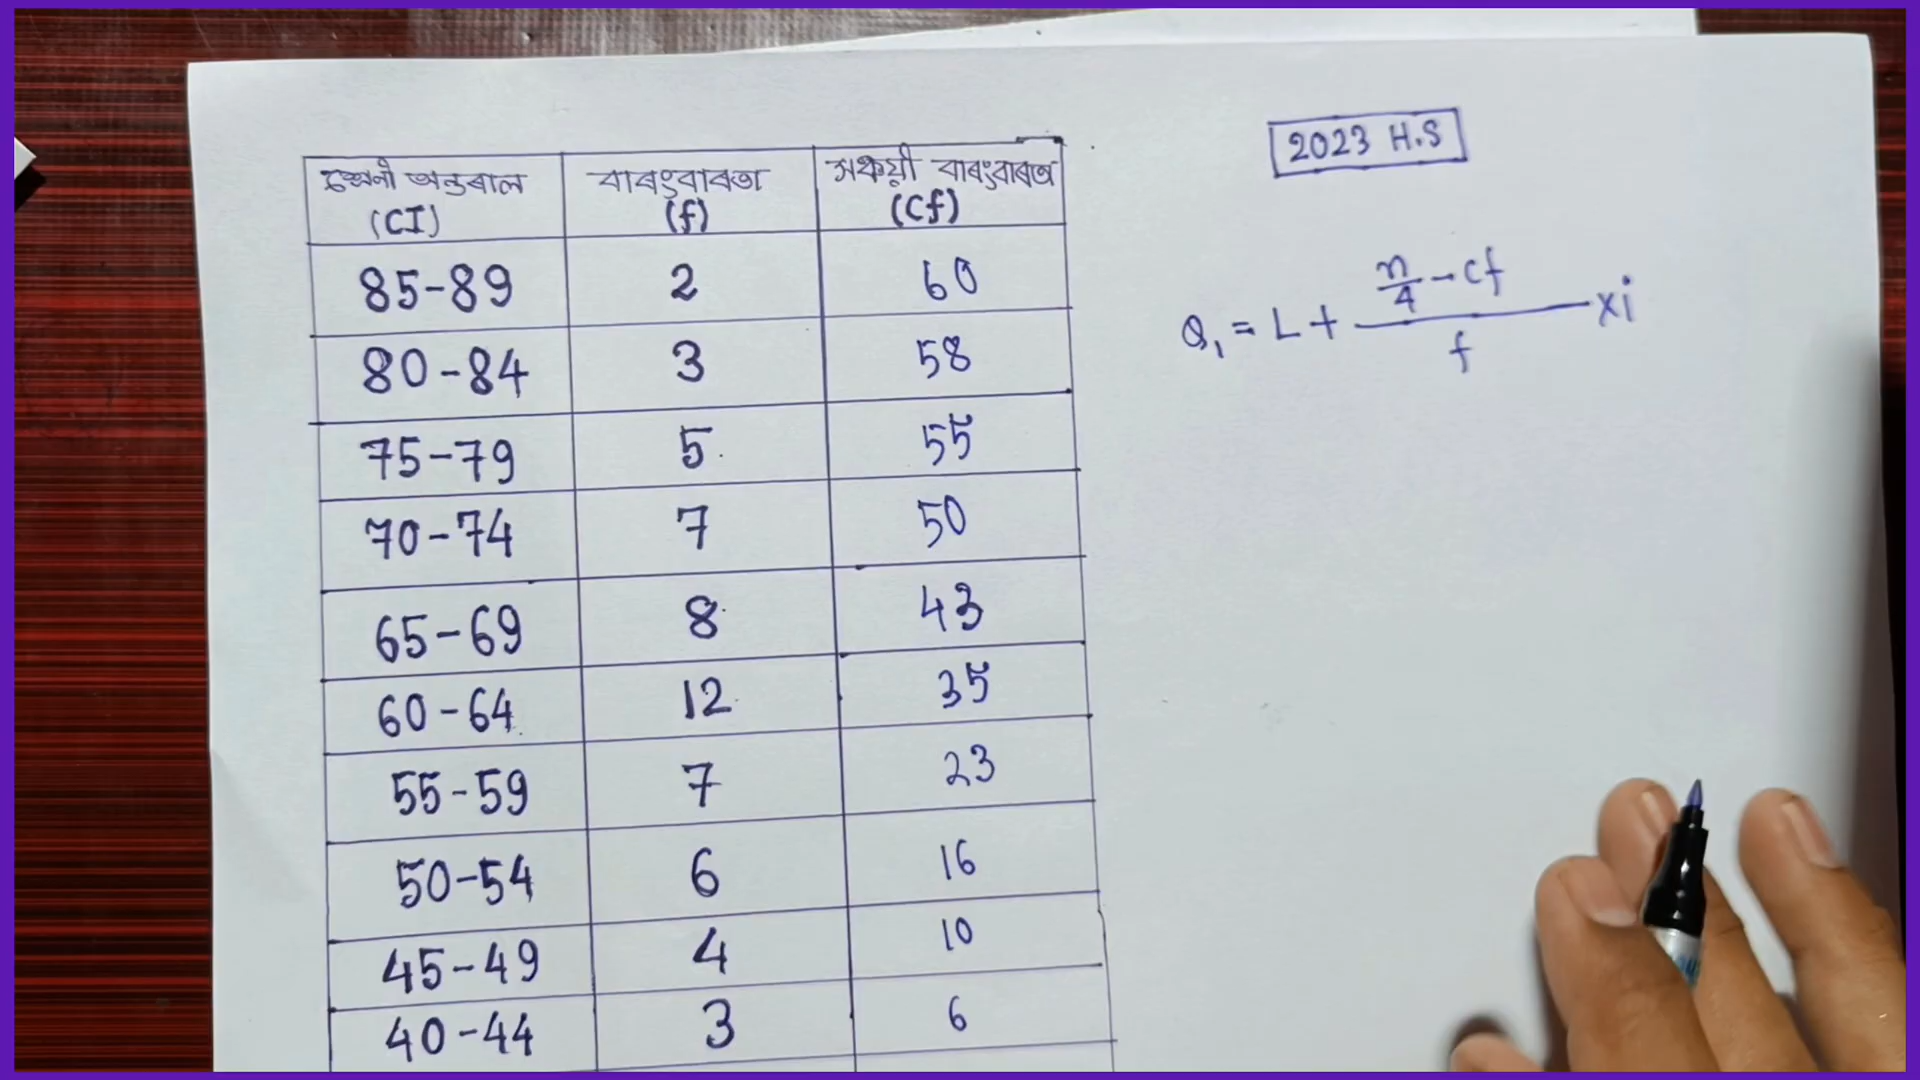 শ্ৰেনী অন্তৰাল বাৰংবাৰতা সঞ্চয়ী বাৰংবাৰতা
(CI) (f) (Cf)
85-89 2 60
80-84 3 58
75-79 5 55
70-74 7 50
65-69 8 43
60-64 12 35
55-59 7 23
50-54 6 16
45-49 4 10
40-44 3 6
2023 H.S
Q₁ = L + (n/4 - cf)/f × i